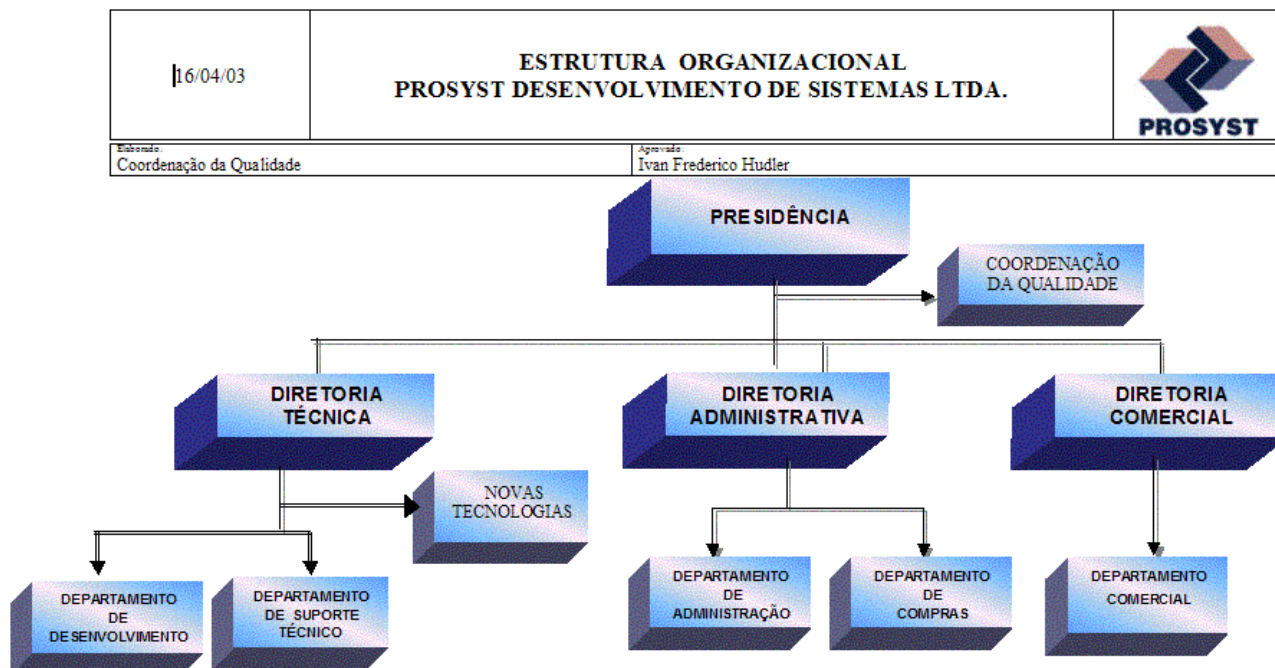 16/04/03
ESTRUTURA ORGANIZACIONAL
PROSYST DESENVOLVIMENTO DE SISTEMAS LTDA.
PROSYST
Elaborado:
Coordenação da Qualidade
Aprovado:
Ivan Frederico Hudler
PRESIDÊNCIA
COORDENAÇÃO
DA QUALIDADE
DIRETORIA
TÉCNICA
DIRETORIA
ADMINISTRATIVA
DIRETORIA
COMERCIAL
NOVAS
TECNOLOGIAS
DEPARTAMENTO
DE
DESENVOLVIMENTO
DEPARTAMENTO
DE SUPORTE
TÉCNICO
DEPARTAMENTO
DE
ADMINISTRAÇÃO
DEPARTAMENTO
DE
COMPRAS
DEPARTAMENTO
COMERCIAL